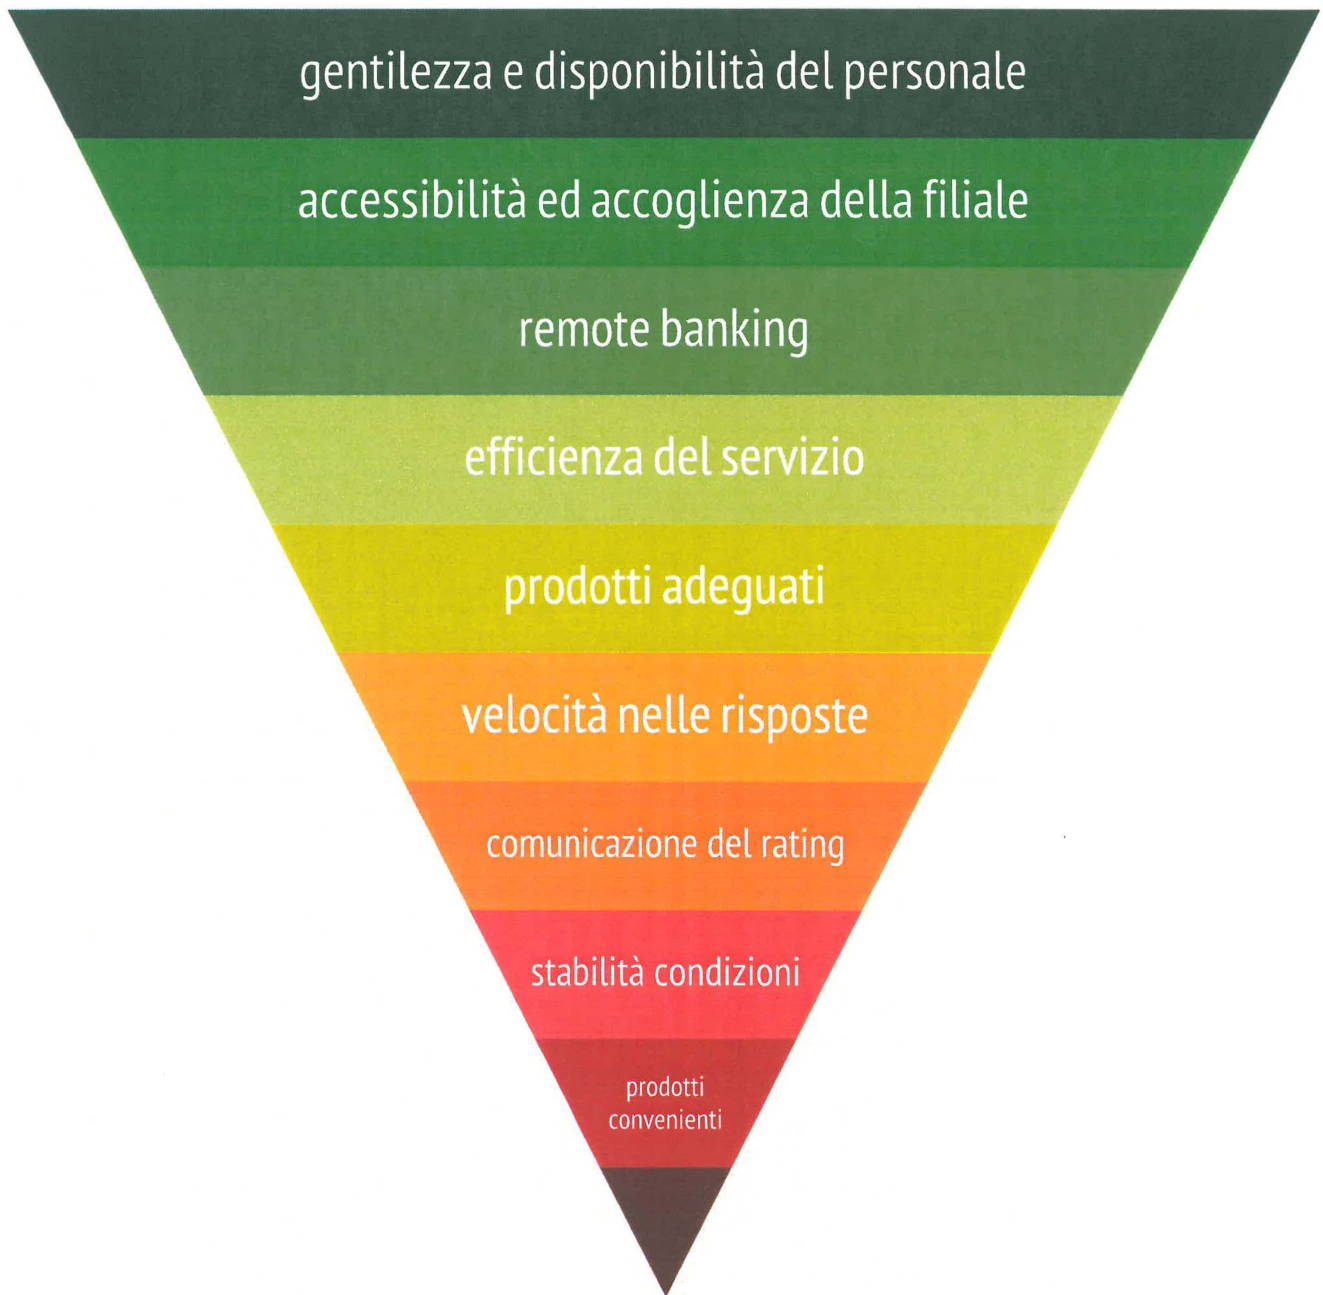 gentilezza e disponibilità del personale
accessibilità ed accoglienza della filiale
remote banking
efficienza del servizio
prodotti adeguati
velocità nelle risposte
comunicazione del rating
stabilità condizioni
prodotti
convenienti